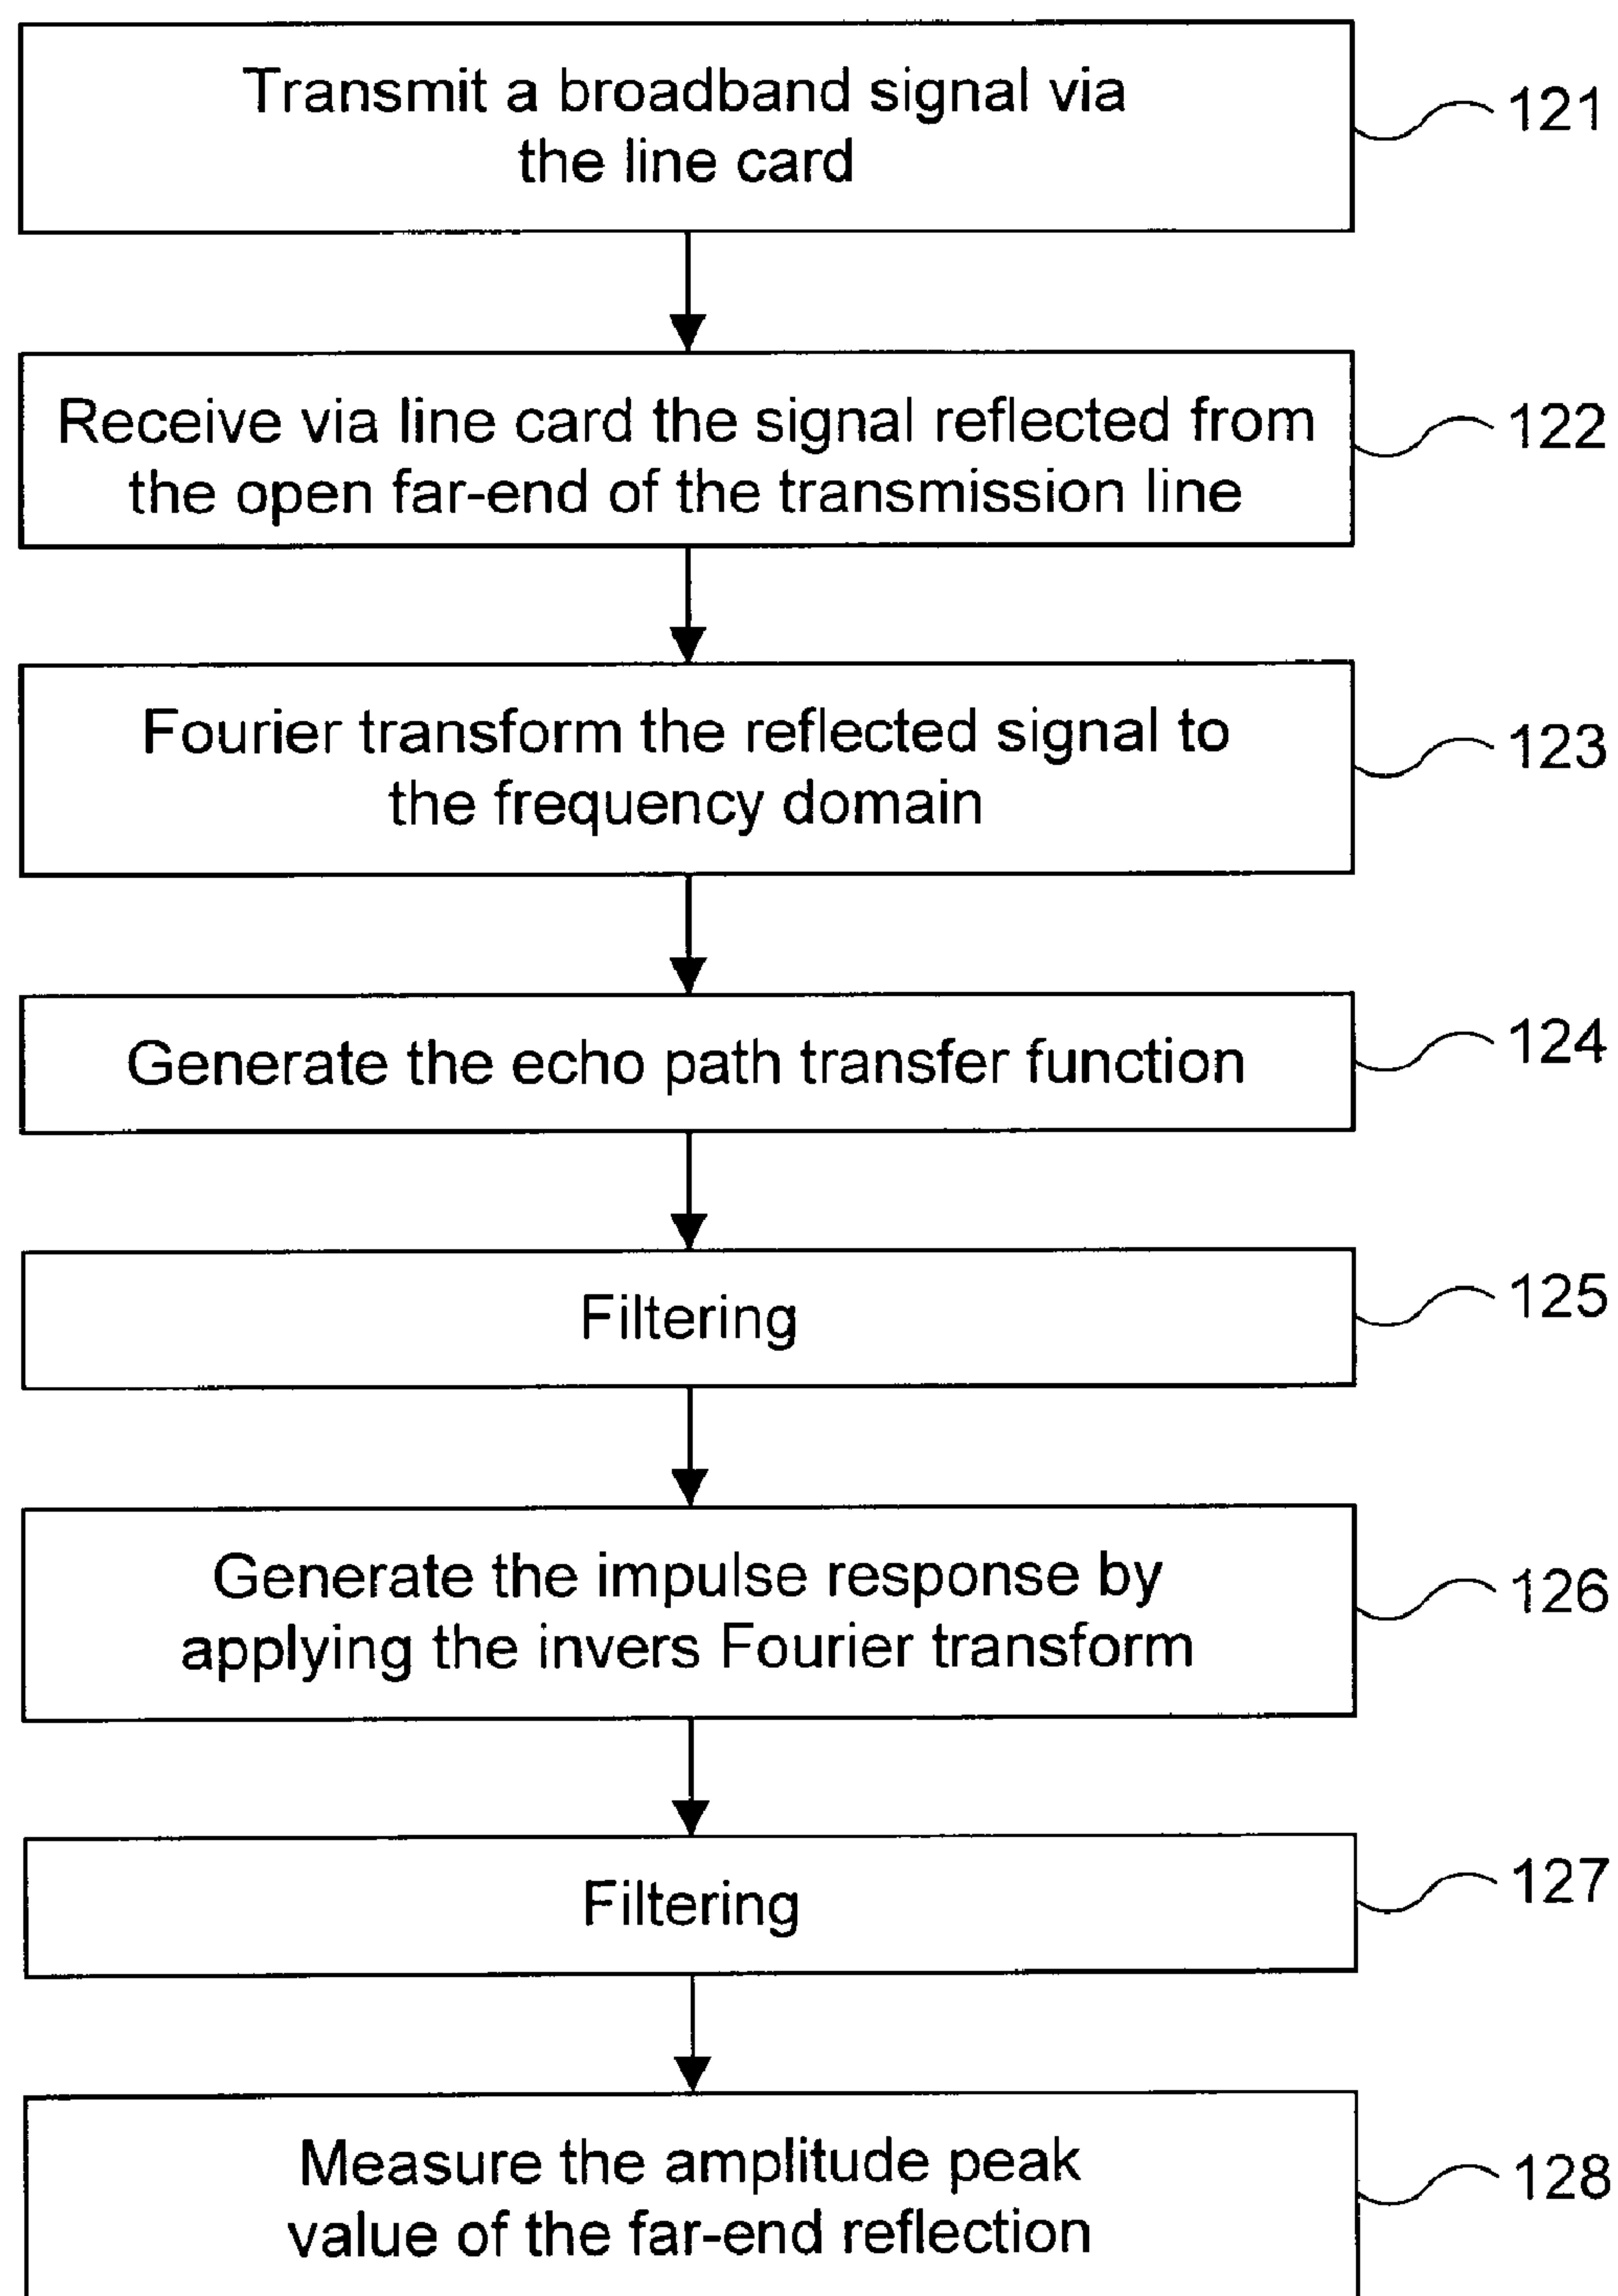 Transmit a broadband signal via
the line card
121
Receive via line card the signal reflected from
the open far-end of the transmission line
122
Fourier transform the reflected signal to
the frequency domain
123
Generate the echo path transfer function
124
Filtering
125
Generate the impulse response by
applying the invers Fourier transform
126
Filtering
127
Measure the amplitude peak
value of the far-end reflection
128